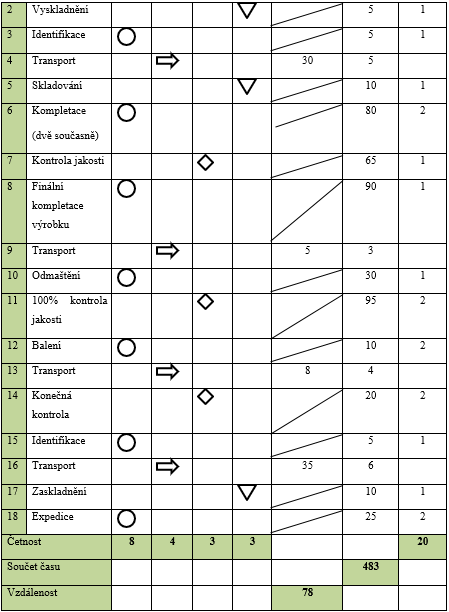 2 Vyskladnění 5 1
3 Identifikace 5 1
4 Transport 30 5
5 Skladování 10 1
6 Kompletace 80 2
(dvě současně)
7 Kontrola jakosti 65 1
8 Finální 90 1
kompletace
výrobku
9 Transport 5 3
10 Odmaštění 30 1
11 100% kontrola 95 2
jakosti
12 Balení 10 2
13 Transport 8 4
14 Konečná 20 2
kontrola
15 Identifikace 5 1
16 Transport 35 6
17 Zaskladnění 10 1
18 Expedice 25 2
Četnost 8 4 3 3 20
Součet času 483
Vzdálenost 78